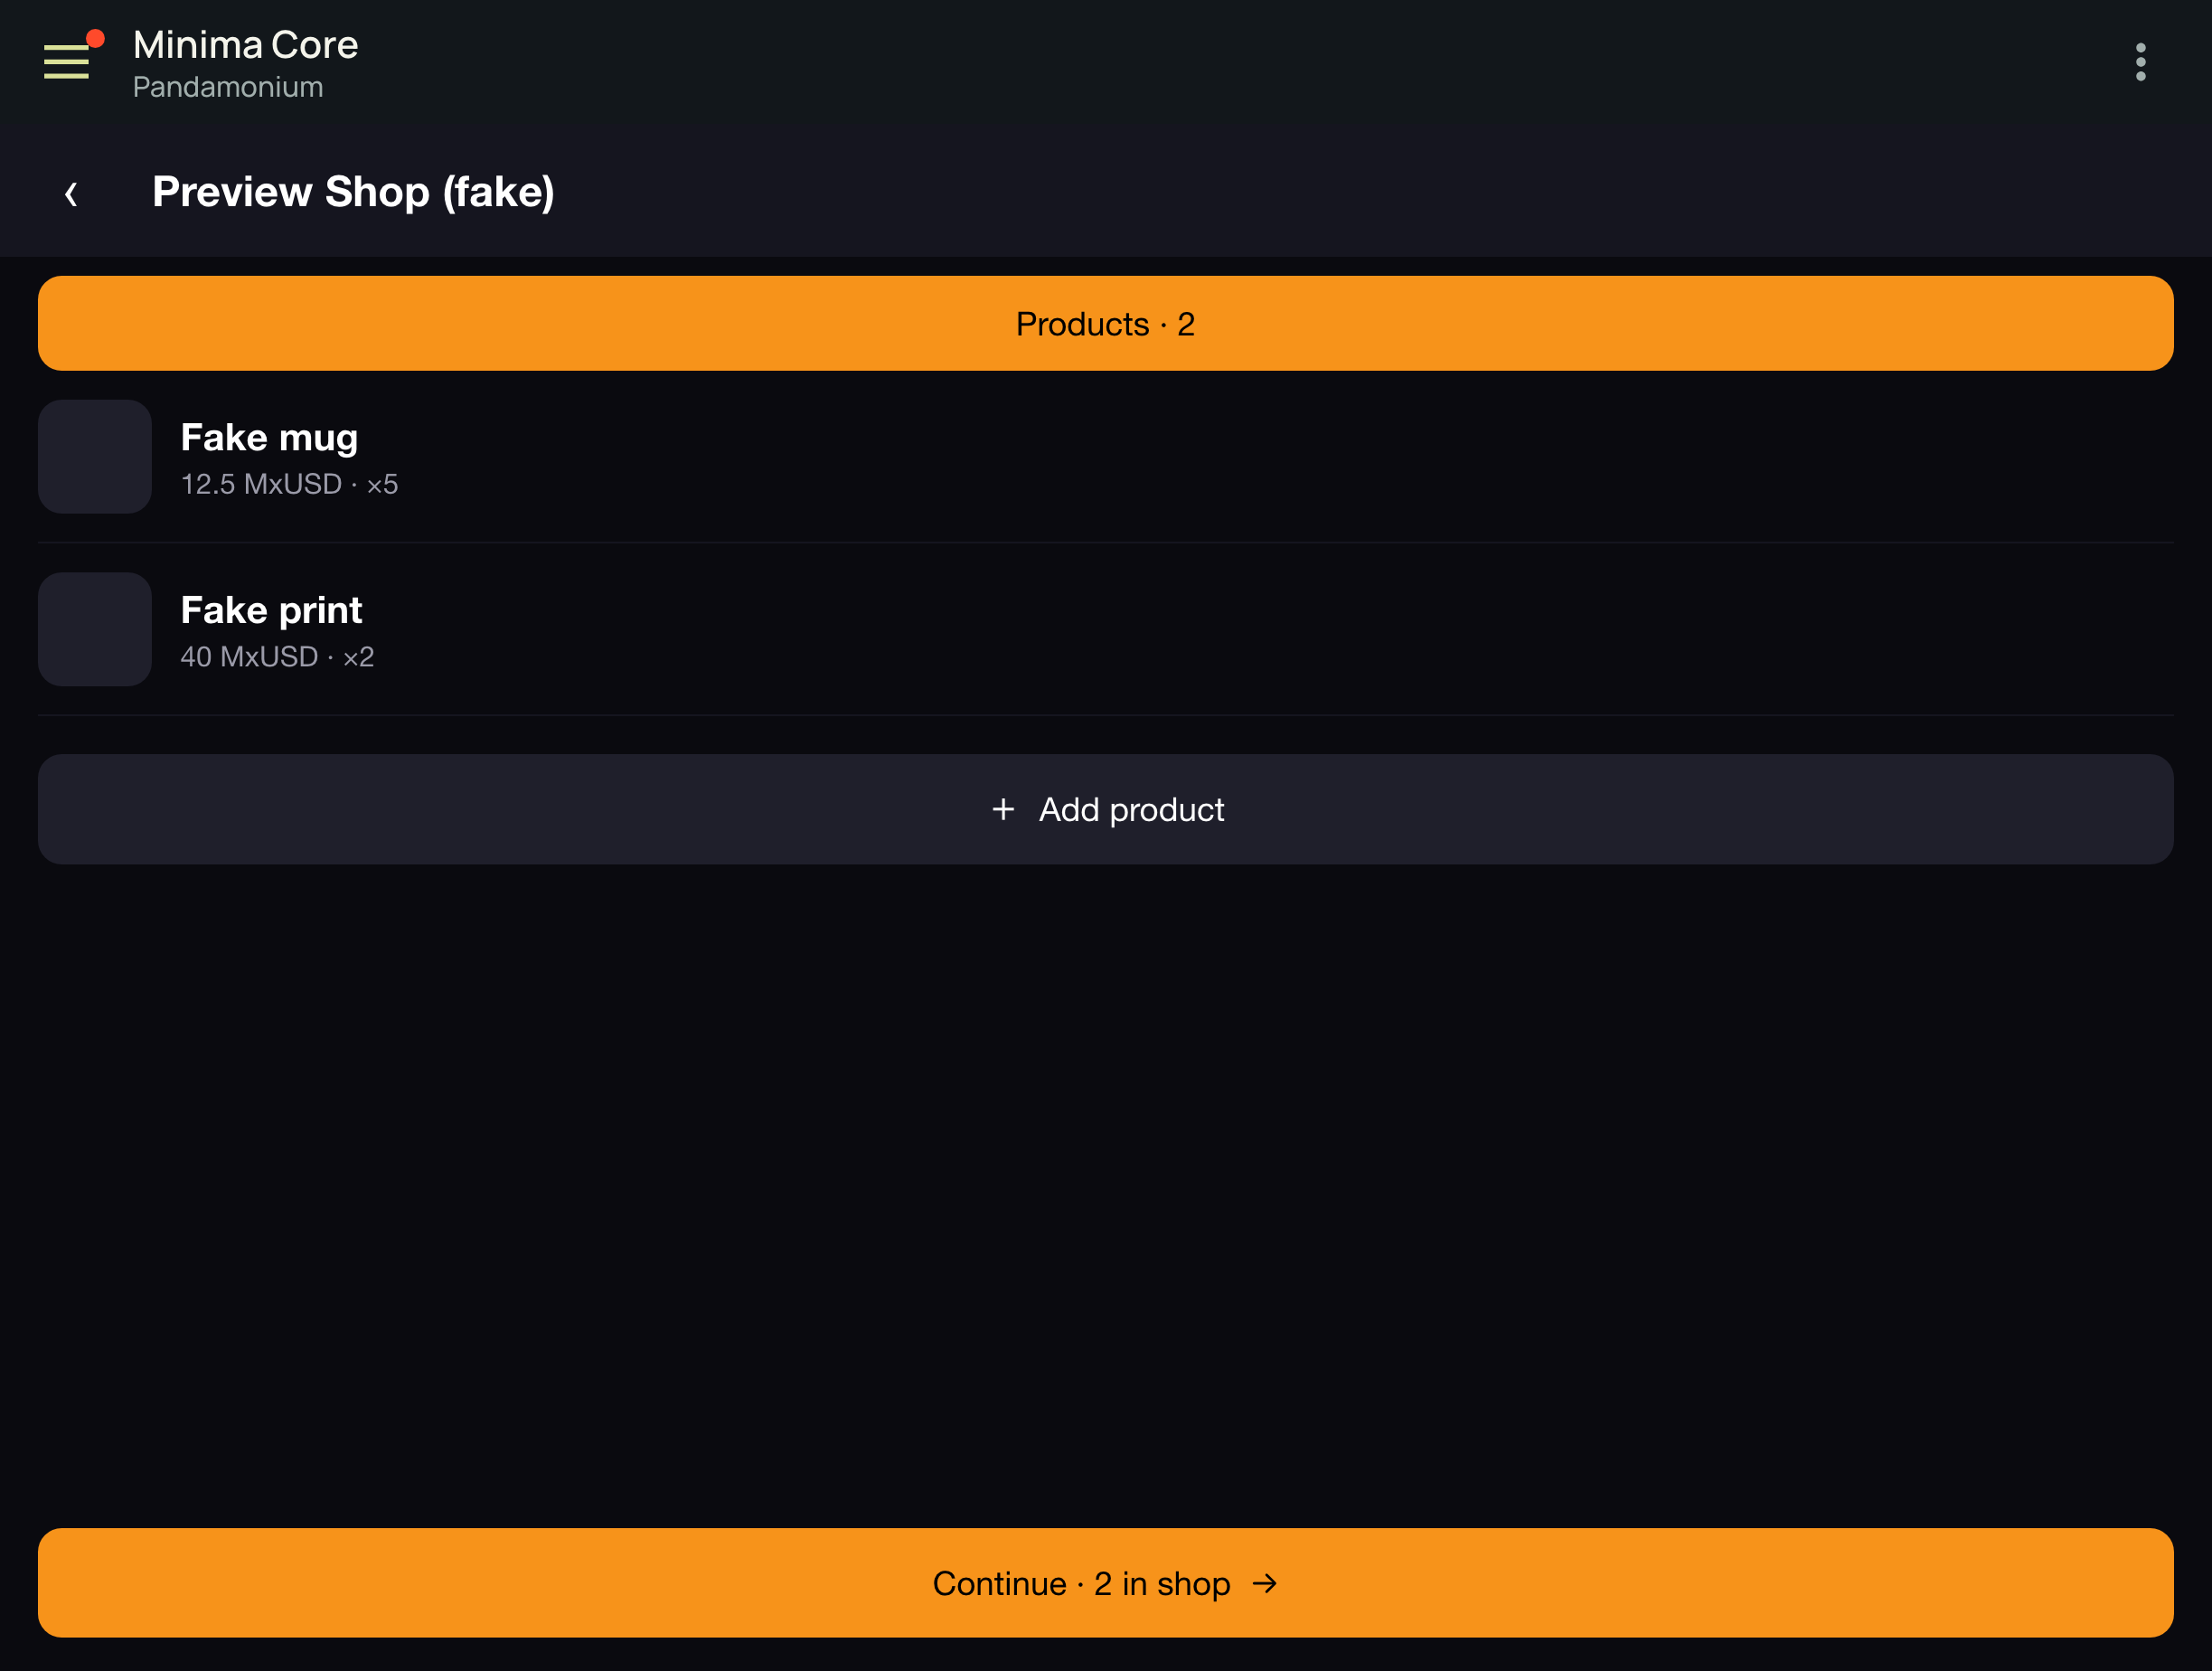 Minima Core
Pandamonium
‹ Preview Shop (fake)
Products · 2
Fake mug
12.5 MxUSD · ×5
Fake print
40 MxUSD · ×2
+ Add product
Continue · 2 in shop →